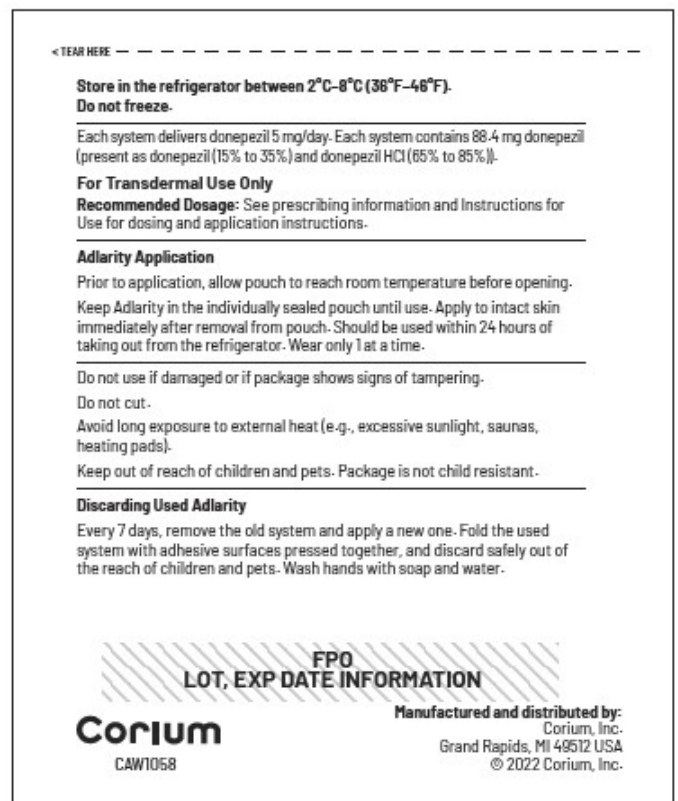 < TEAR HERE
Store in the refrigerator between 2°C–8°C (36°F–46°F).
Do not freeze.
Each system delivers donepezil 5 mg/day. Each system contains 88.4 mg donepezil
(present as donepezil (15% to 35%) and donepezil HCl (65% to 85%)).
For Transdermal Use Only
Recommended Dosage: See prescribing information and Instructions for
Use for dosing and application instructions.
Adlarity Application
Prior to application, allow pouch to reach room temperature before opening.
Keep Adlarity in the individually sealed pouch until use. Apply to intact skin
immediately after removal from pouch. Should be used within 24 hours of
taking out from the refrigerator. Wear only 1 at a time.
Do not use if damaged or if package shows signs of tampering.
Do not cut.
Avoid long exposure to external heat (e.g., excessive sunlight, saunas,
heating pads).
Keep out of reach of children and pets. Package is not child resistant.
Discarding Used Adlarity
Every 7 days, remove the old system and apply a new one. Fold the used
system with adhesive surfaces pressed together, and discard safely out of
the reach of children and pets. Wash hands with soap and water.
FPO
LOT, EXP DATE INFORMATION
Corium
CAW1058
Manufactured and distributed by:
Corium, Inc.
Grand Rapids, MI 49512 USA
© 2022 Corium, Inc.